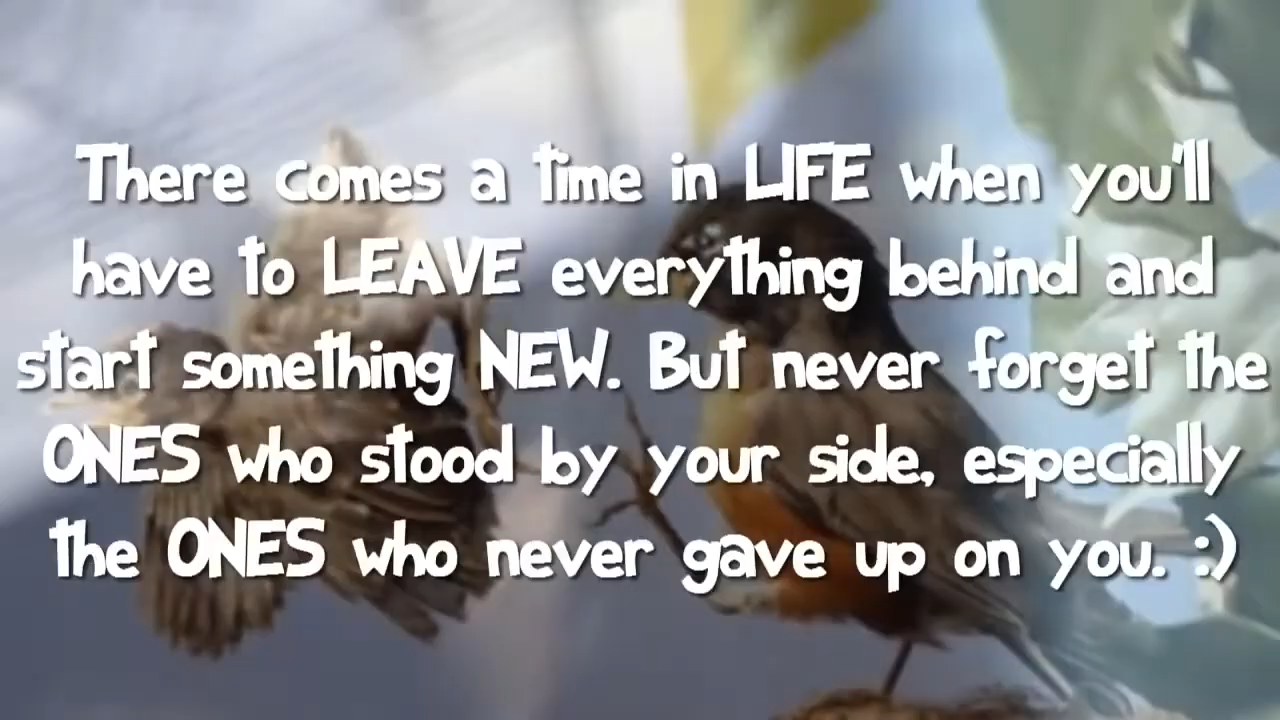 There comes a time in LIFE when you'll
have to LEAVE everything behind and
start something NEW. But never forget the
ONES who stood by your side, especially
the ONES who never gave up on you. :)